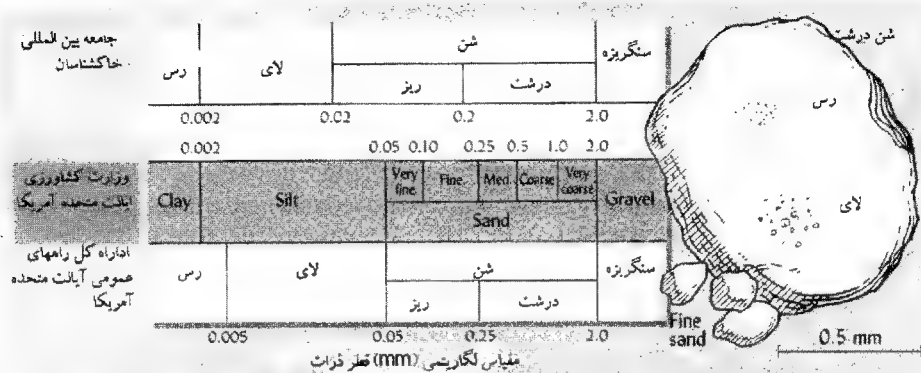 جامعه بین المللی
خاکشناسان
رس
لای
شن
ریز
درشت
سنگریزه
0.002
0.02
0.2
2.0
0.002
0.05
0.10
0.25
0.5
1.0
2.0
وزارت کشاورزی
ایالت متحده آمریکا
Clay
Silt
Very
fine
Fine
Med.
Coarse
Very
coarse
Sand
Gravel
اداراه کل راههای
عمومی آیالت متحده
آمریکا
رس
لای
شن
ریز
درشت
سنگریزه
0.005
0.05
0.25
2.0
مقیاس لگاریتمی (mm) قطر ذرات
شن درشت
رس
لای
Fine
sand
0.5 mm